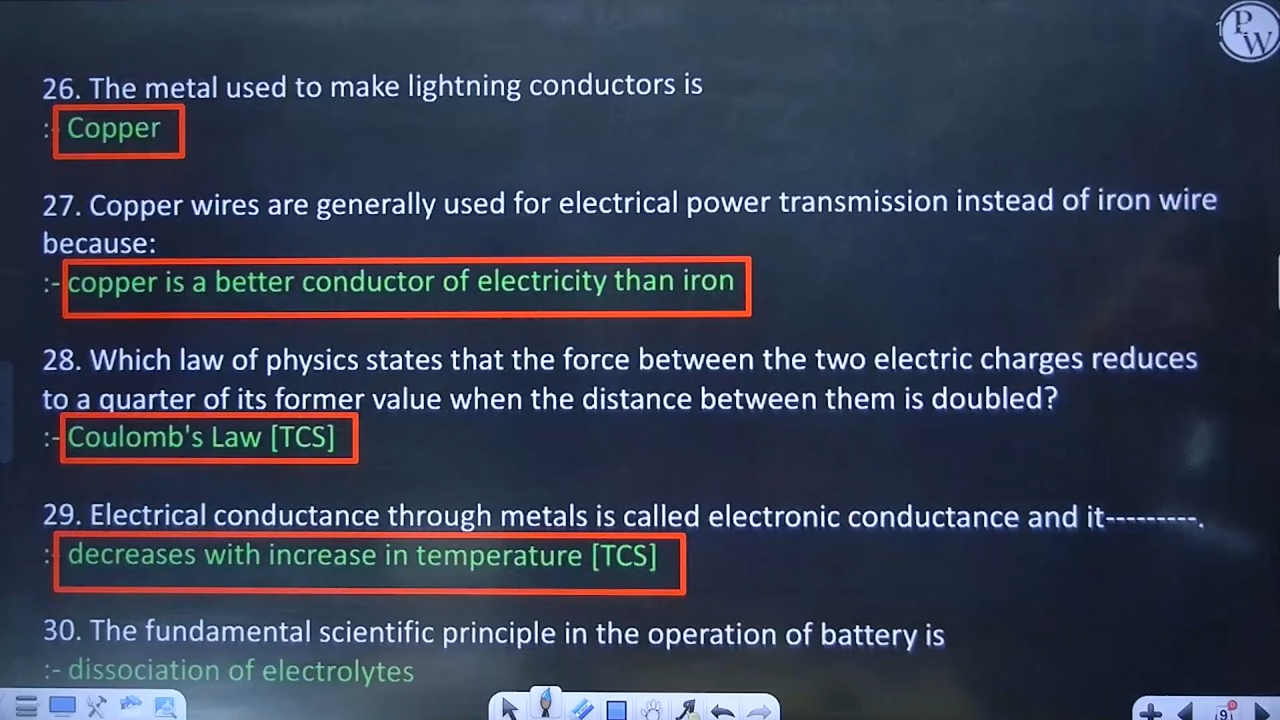 PW
26. The metal used to make lightning conductors is
:- Copper
27. Copper wires are generally used for electrical power transmission instead of iron wire
because:
:- copper is a better conductor of electricity than iron
28. Which law of physics states that the force between the two electric charges reduces
to a quarter of its former value when the distance between them is doubled?
:- Coulomb's Law [TCS]
29. Electrical conductance through metals is called electronic conductance and it---------.
:- decreases with increase in temperature [TCS]
30. The fundamental scientific principle in the operation of battery is
:- dissociation of electrolytes
9